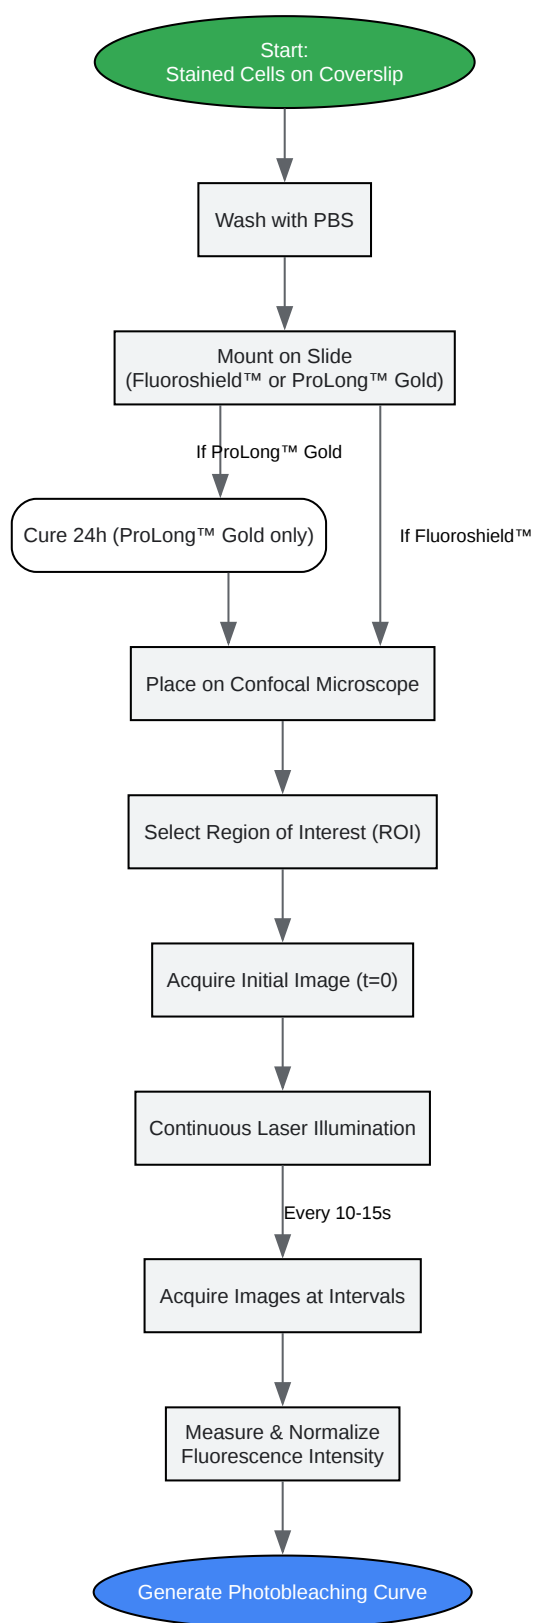 Start:
Stained Cells on Coverslip
Wash with PBS
Mount on Slide
(Fluoroshield™ or ProLong™ Gold)
If ProLong™ Gold
Cure 24h (ProLong™ Gold only)
If Fluoroshield™
Place on Confocal Microscope
Select Region of Interest (ROI)
Acquire Initial Image (t=0)
Continuous Laser Illumination
Every 10-15s
Acquire Images at Intervals
Measure & Normalize
Fluorescence Intensity
Generate Photobleaching Curve